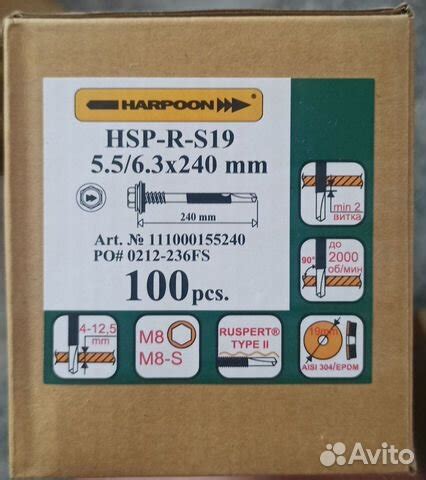 HARPOON
HSP-R-S19
5.5/6.3x240 mm
240 mm
Art. № 111000155240
PO# 0212-236FS
100 pcs.
min 2
витка
90°
до
2000
об/мин
4-12,5
mm
M8
M8-S
RUSPERT®
TYPE II
19mm
AISI 304/EPDM
Avito